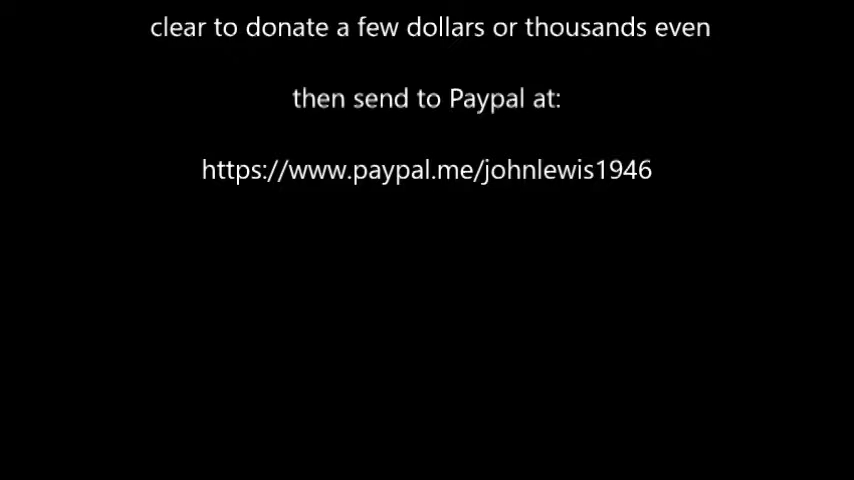 clear to donate a few dollars or thousands even
then send to Paypal at:
https://www.paypal.me/johnlewis1946